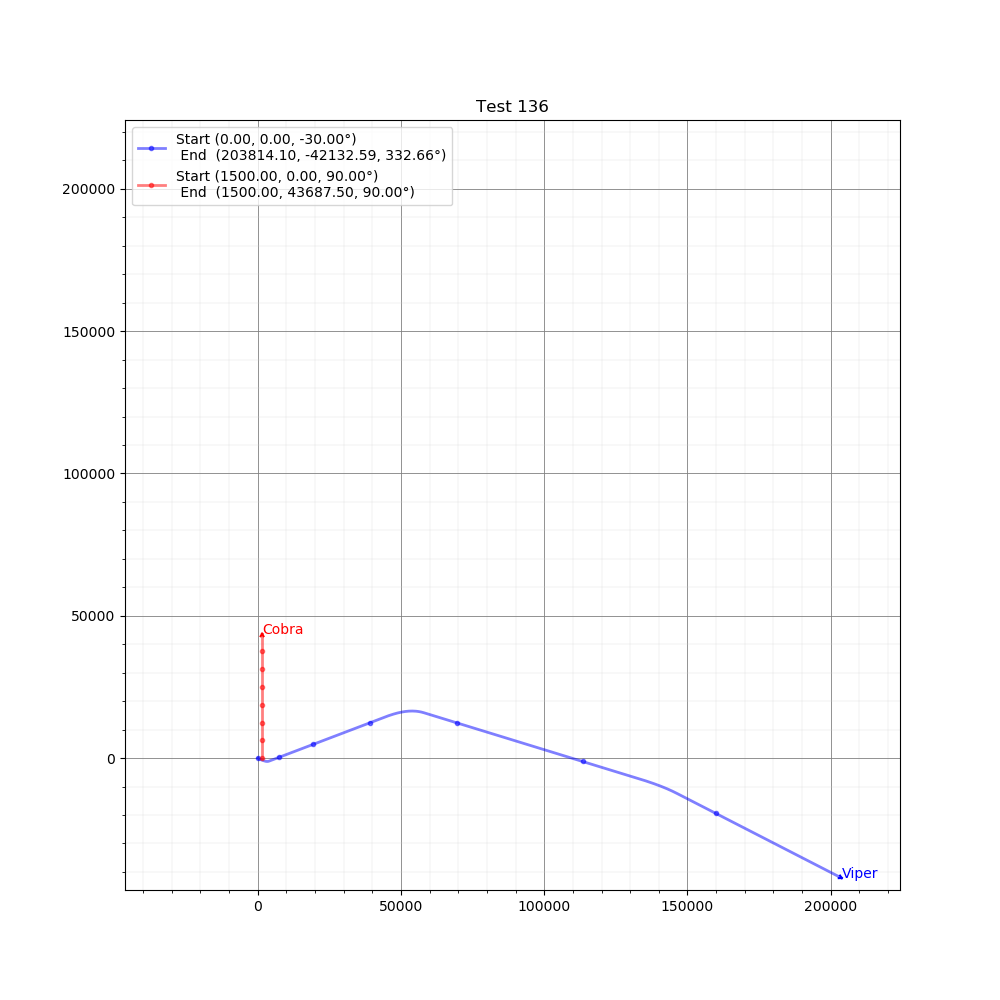 Test 136
Start (0.00, 0.00, -30.00°)
End (203814.10, -42132.59, 332.66°)
Start (1500.00, 0.00, 90.00°)
End (1500.00, 43687.50, 90.00°)
200000
150000
100000
50000
0
Cobra
Viper
0
50000
100000
150000
200000